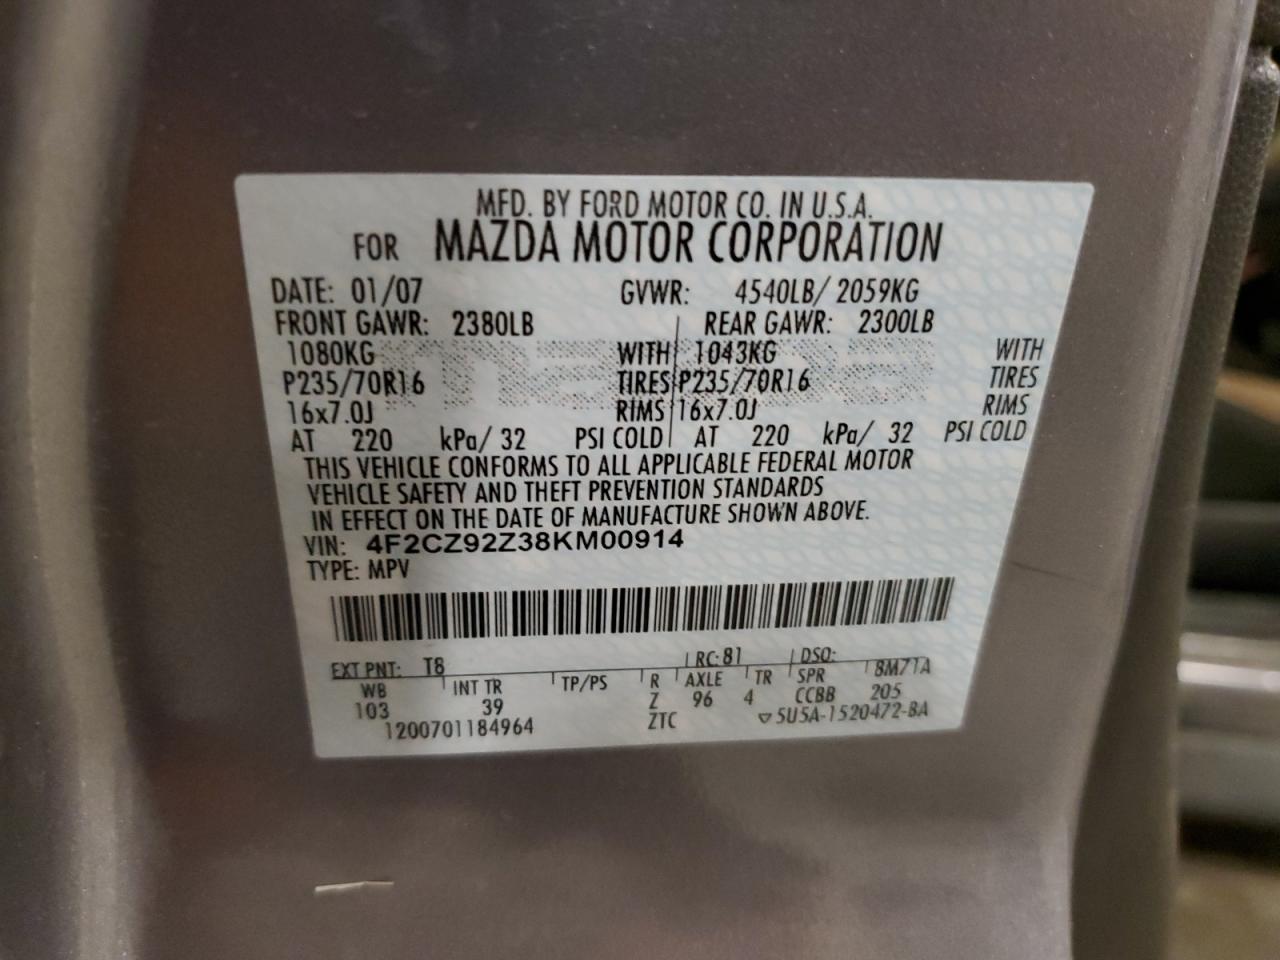 MFD. BY FORD MOTOR CO. IN U.S.A.
FOR MAZDA MOTOR CORPORATION
DATE: 01/07 GVWR: 4540LB/ 2059KG
FRONT GAWR: 2380LB REAR GAWR: 2300LB
1080KG WITH 1043KG WITH
P235/70R16 TIRES P235/70R16 TIRES
16x7.0J RIMS 16x7.0J RIMS
AT 220 kPa/ 32 PSI COLD AT 220 kPa/ 32 PSI COLD
THIS VEHICLE CONFORMS TO ALL APPLICABLE FEDERAL MOTOR
VEHICLE SAFETY AND THEFT PREVENTION STANDARDS
IN EFFECT ON THE DATE OF MANUFACTURE SHOWN ABOVE.
VIN: 4F2CZ92Z38KM00914
TYPE: MPV
EXT PNT: T8 RC: 81 DSO:
WB INT TR TP/PS R AXLE TR SPR 8M71A
103 39 Z 96 4 CCBB 205
1200701184964 ZTC ▽5U5A-1520472-BA